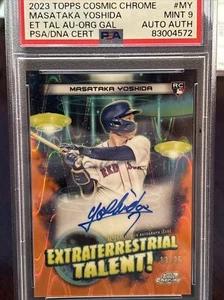 2023 TOPPS COSMIC CHROME #MY
MASATAKA YOSHIDA MINT 9
ET TAL AU-ORG GAL AUTO AUTH
PSA/DNA CERT PSA 83004572
RC
MASATAKA YOSHIDA
RED
EXTRATERRESTRIAL
TALENT!